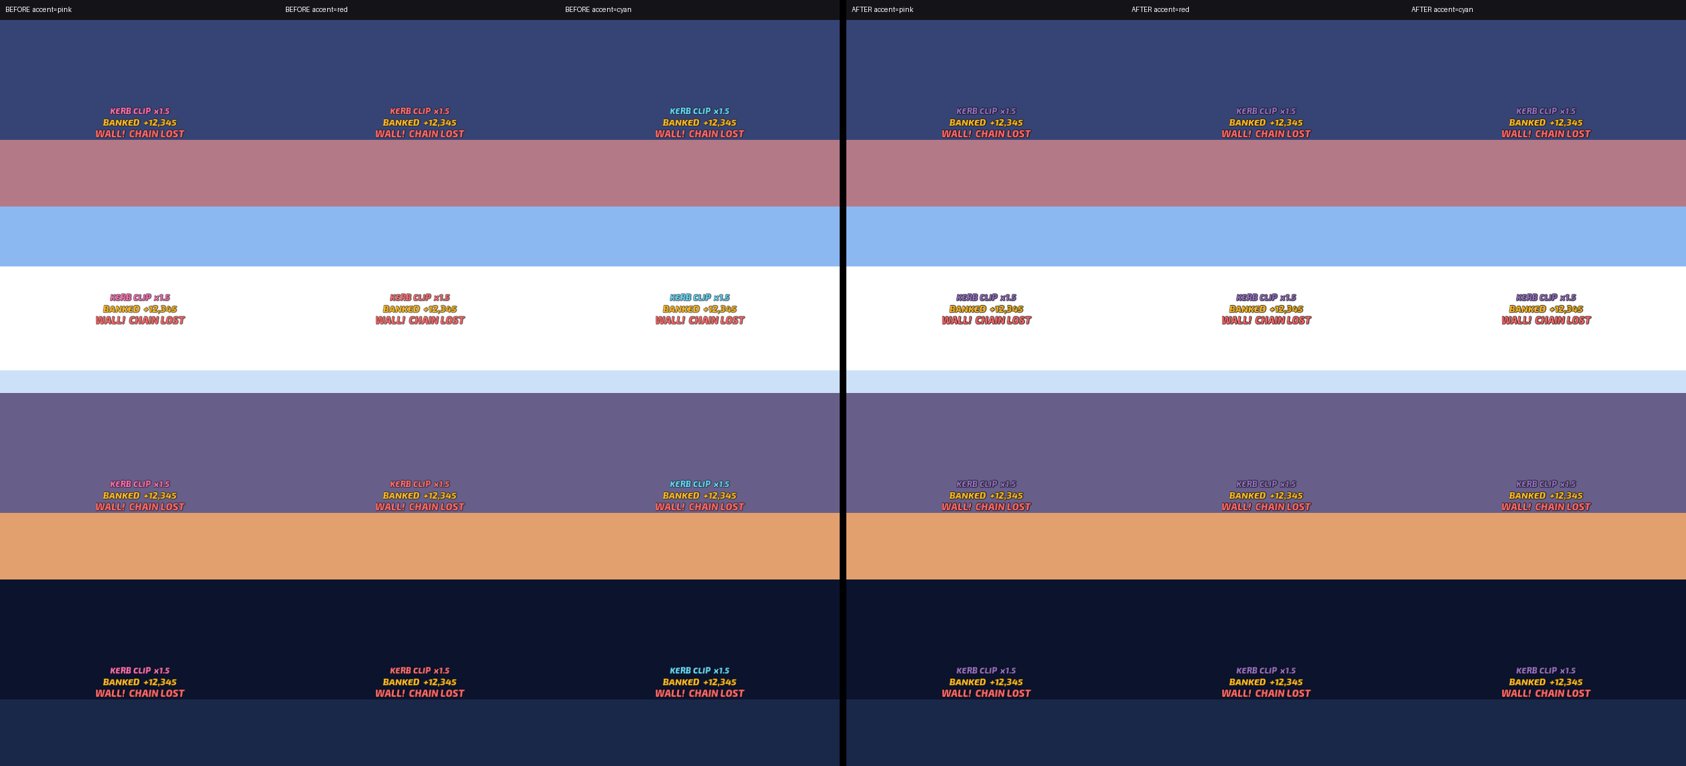 BEFORE accent=pink BEFORE accent=red BEFORE accent=cyan AFTER accent=pink AFTER accent=red AFTER accent=cyan
KERB CLIP x1.5 KERB CLIP x1.5 KERB CLIP x1.5 KERB CLIP x1.5 KERB CLIP x1.5 KERB CLIP x1.5
BANKED +12,345 BANKED +12,345 BANKED +12,345 BANKED +12,345 BANKED +12,345 BANKED +12,345
WALL! CHAIN LOST WALL! CHAIN LOST WALL! CHAIN LOST WALL! CHAIN LOST WALL! CHAIN LOST WALL! CHAIN LOST
KERB CLIP x1.5 KERB CLIP x1.5 KERB CLIP x1.5 KERB CLIP x1.5 KERB CLIP x1.5 KERB CLIP x1.5
BANKED +12,345 BANKED +12,345 BANKED +12,345 BANKED +12,345 BANKED +12,345 BANKED +12,345
WALL! CHAIN LOST WALL! CHAIN LOST WALL! CHAIN LOST WALL! CHAIN LOST WALL! CHAIN LOST WALL! CHAIN LOST
KERB CLIP x1.5 KERB CLIP x1.5 KERB CLIP x1.5 KERB CLIP x1.5 KERB CLIP x1.5 KERB CLIP x1.5
BANKED +12,345 BANKED +12,345 BANKED +12,345 BANKED +12,345 BANKED +12,345 BANKED +12,345
WALL! CHAIN LOST WALL! CHAIN LOST WALL! CHAIN LOST WALL! CHAIN LOST WALL! CHAIN LOST WALL! CHAIN LOST
KERB CLIP x1.5 KERB CLIP x1.5 KERB CLIP x1.5 KERB CLIP x1.5 KERB CLIP x1.5 KERB CLIP x1.5
BANKED +12,345 BANKED +12,345 BANKED +12,345 BANKED +12,345 BANKED +12,345 BANKED +12,345
WALL! CHAIN LOST WALL! CHAIN LOST WALL! CHAIN LOST WALL! CHAIN LOST WALL! CHAIN LOST WALL! CHAIN LOST